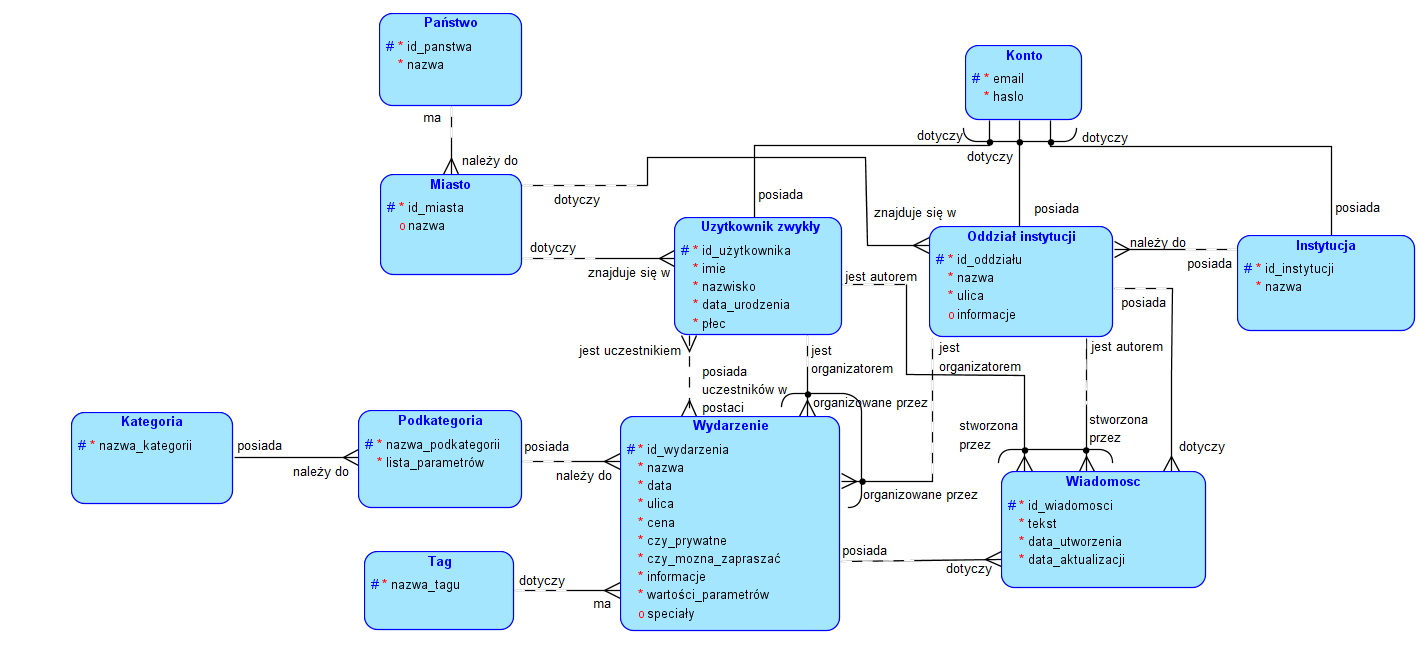 Państwo
# * id_panstwa
* nazwa
ma
należy do
Miasto
# * id_miasta
o nazwa
dotyczy
dotyczy
znajduje się w
znajduje się w
Konto
# * email
* haslo
dotyczy
dotyczy
dotyczy
posiada
posiada
posiada
Uzytkownik zwykły
# * id_użytkownika
* imie
* nazwisko
* data_urodzenia
* płec
Oddział instytucji
# * id_oddziału
* nazwa
* ulica
o informacje
należy do
posiada
Instytucja
# * id_instytucji
* nazwa
jest autorem
posiada
jest uczestnikiem
posiada
uczestników w
postaci
jest
organizatorem
organizowane przez
jest
organizatorem
jest autorem
stworzona
przez
stworzona
przez
dotyczy
Kategoria
# * nazwa_kategorii
posiada
należy do
Podkategoria
# * nazwa_podkategorii
* lista_parametrów
posiada
należy do
Wydarzenie
# * id_wydarzenia
* nazwa
* data
* ulica
* cena
* czy_prywatne
* czy_mozna_zapraszać
* informacje
* wartości_parametrów
o speciały
organizowane przez
posiada
dotyczy
Wiadomosc
# * id_wiadomosci
* tekst
* data_utworzenia
* data_aktualizacji
Tag
# * nazwa_tagu
dotyczy
ma